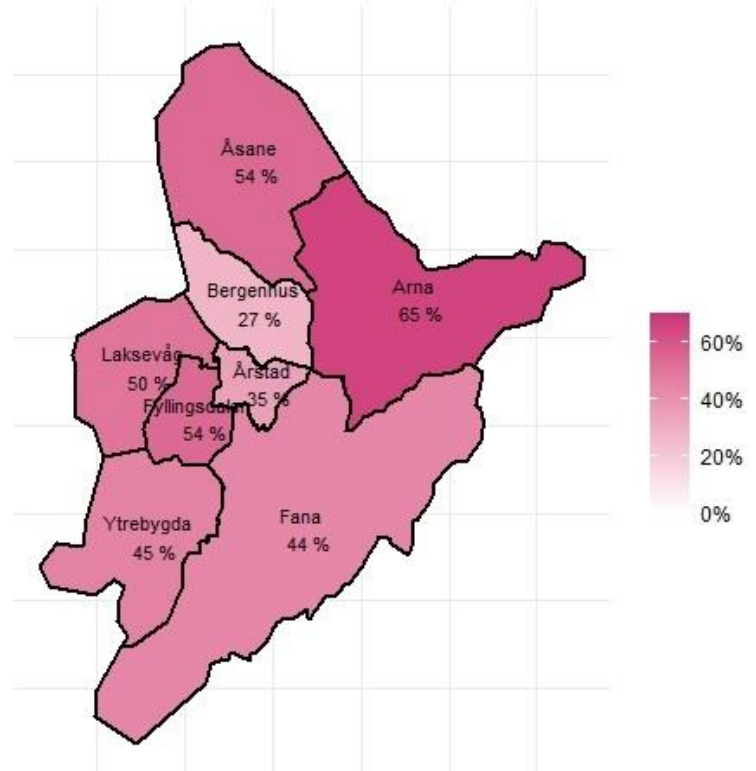 Åsane
54 %
Bergenhus
27 %
Arna
65 %
Laksevåg
50 %
Årstad
35 %
Fyllingsdalen
54 %
Ytrebygda
45 %
Fana
44 %
60%
40%
20%
0%